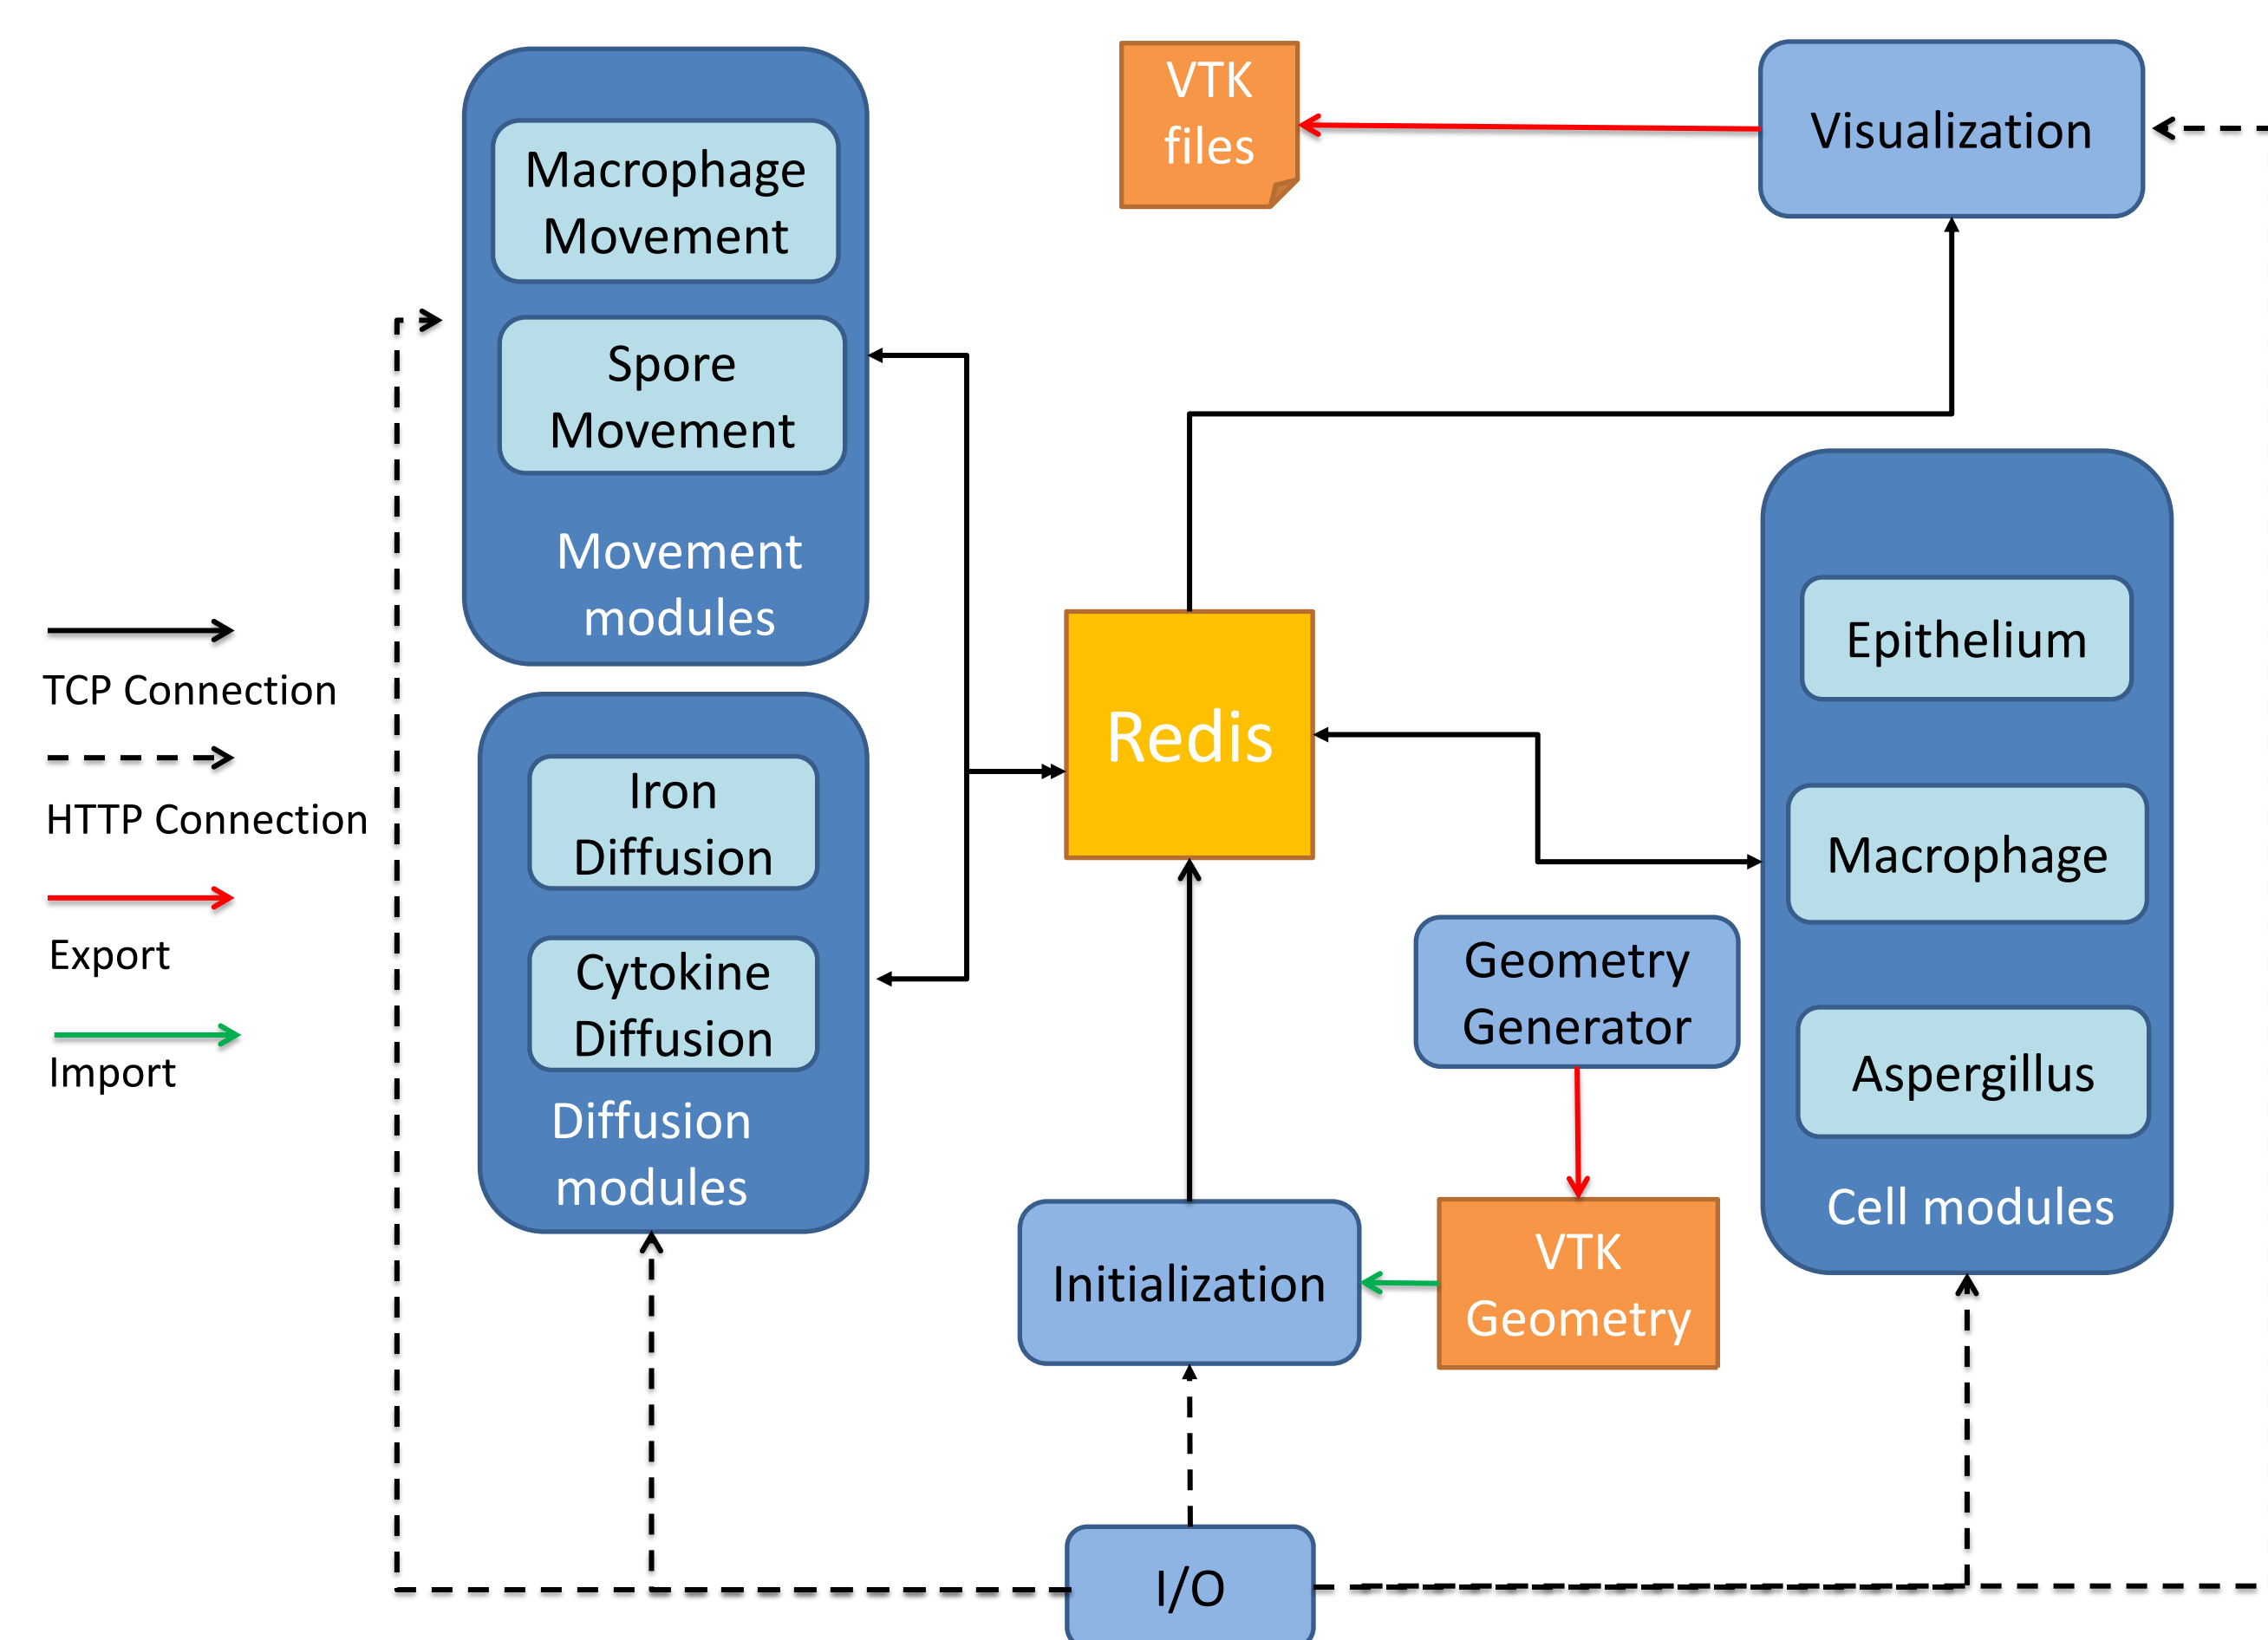 Macrophage
Movement
Spore
Movement
Movement
modules
VTK
files
Visualization
TCP Connection
HTTP Connection
Export
Import
Iron
Diffusion
Cytokine
Diffusion
Diffusion
modules
Redis
Epithelium
Macrophage
Aspergillus
Cell modules
Geometry
Generator
Initialization
VTK
Geometry
I/O